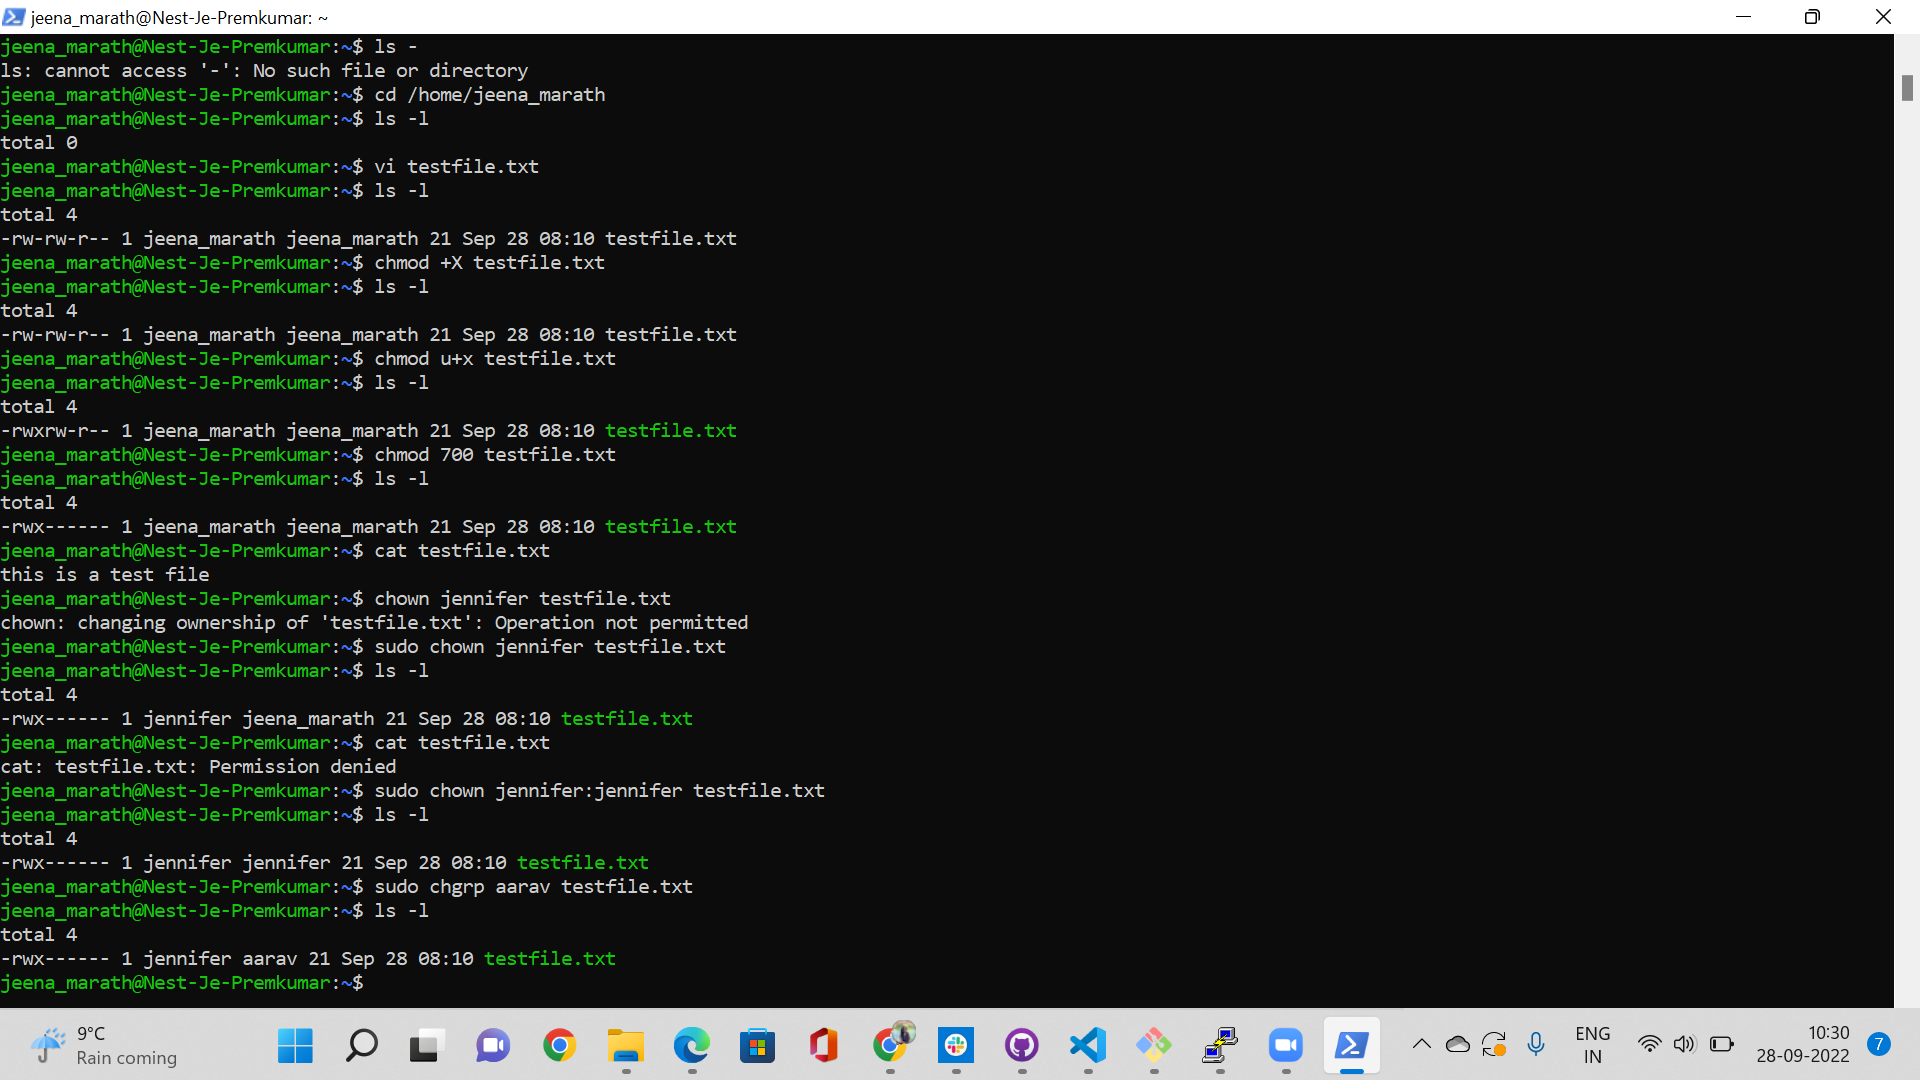 jeena_marath@Nest-Je-Premkumar: ~
jeena_marath@Nest-Je-Premkumar:~$ ls -
ls: cannot access '-': No such file or directory
jeena_marath@Nest-Je-Premkumar:~$ cd /home/jeena_marath
jeena_marath@Nest-Je-Premkumar:~$ ls -l
total 0
jeena_marath@Nest-Je-Premkumar:~$ vi testfile.txt
jeena_marath@Nest-Je-Premkumar:~$ ls -l
total 4
-rw-rw-r-- 1 jeena_marath jeena_marath 21 Sep 28 08:10 testfile.txt
jeena_marath@Nest-Je-Premkumar:~$ chmod +X testfile.txt
jeena_marath@Nest-Je-Premkumar:~$ ls -l
total 4
-rw-rw-r-- 1 jeena_marath jeena_marath 21 Sep 28 08:10 testfile.txt
jeena_marath@Nest-Je-Premkumar:~$ chmod u+x testfile.txt
jeena_marath@Nest-Je-Premkumar:~$ ls -l
total 4
-rwxrw-r-- 1 jeena_marath jeena_marath 21 Sep 28 08:10 testfile.txt
jeena_marath@Nest-Je-Premkumar:~$ chmod 700 testfile.txt
jeena_marath@Nest-Je-Premkumar:~$ ls -l
total 4
-rwx------ 1 jeena_marath jeena_marath 21 Sep 28 08:10 testfile.txt
jeena_marath@Nest-Je-Premkumar:~$ cat testfile.txt
this is a test file
jeena_marath@Nest-Je-Premkumar:~$ chown jennifer testfile.txt
chown: changing ownership of 'testfile.txt': Operation not permitted
jeena_marath@Nest-Je-Premkumar:~$ sudo chown jennifer testfile.txt
jeena_marath@Nest-Je-Premkumar:~$ ls -l
total 4
-rwx------ 1 jennifer jeena_marath 21 Sep 28 08:10 testfile.txt
jeena_marath@Nest-Je-Premkumar:~$ cat testfile.txt
cat: testfile.txt: Permission denied
jeena_marath@Nest-Je-Premkumar:~$ sudo chown jennifer:jennifer testfile.txt
jeena_marath@Nest-Je-Premkumar:~$ ls -l
total 4
-rwx------ 1 jennifer jennifer 21 Sep 28 08:10 testfile.txt
jeena_marath@Nest-Je-Premkumar:~$ sudo chgrp aarav testfile.txt
jeena_marath@Nest-Je-Premkumar:~$ ls -l
total 4
-rwx------ 1 jennifer aarav 21 Sep 28 08:10 testfile.txt
jeena_marath@Nest-Je-Premkumar:~$
9°C
Rain coming
ENG
IN
10:30
28-09-2022
7